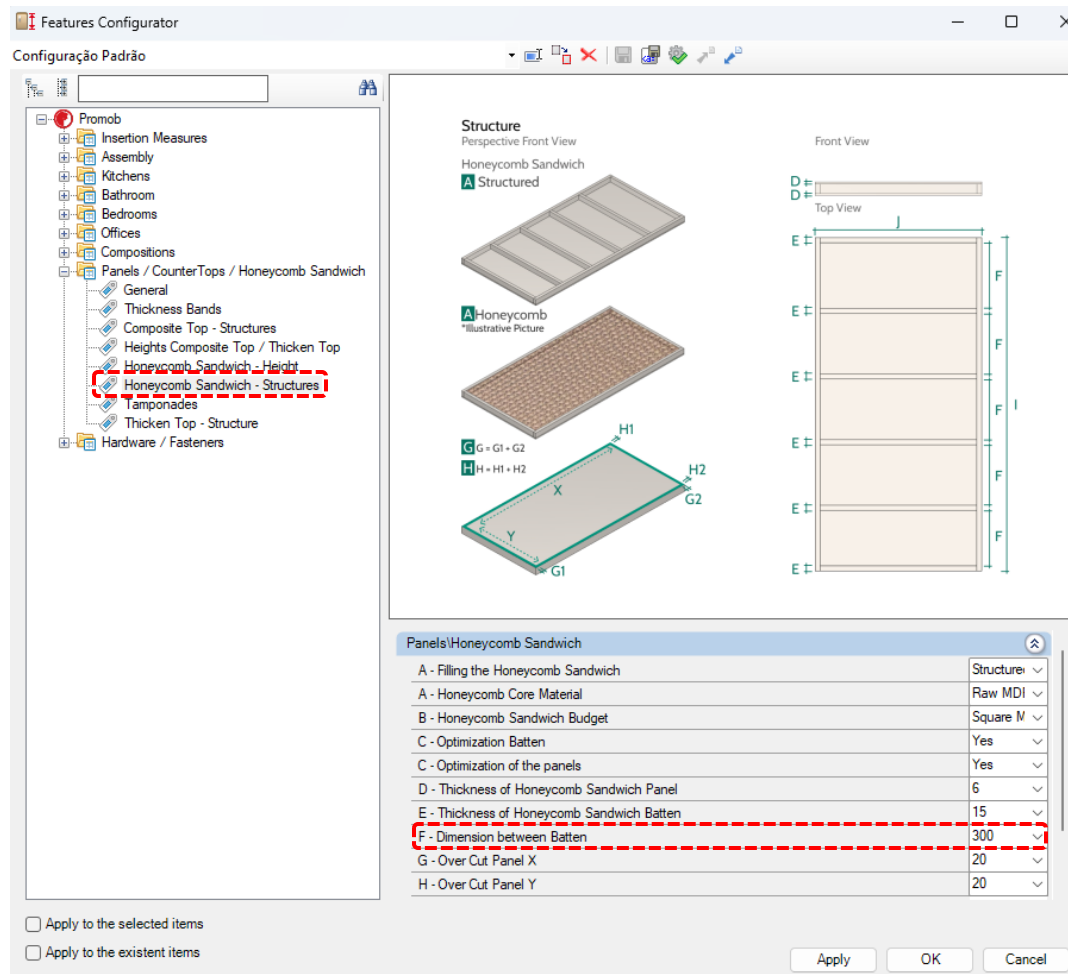 Features Configurator
Configuração Padrão
Promob
Insertion Measures
Assembly
Kitchens
Bathroom
Bedrooms
Offices
Compositions
Panels / CounterTops / Honeycomb Sandwich
General
Thickness Bands
Composite Top - Structures
Heights Composite Top / Thicken Top
Honeycomb Sandwich - Height
Honeycomb Sandwich - Structures
Tamponades
Thicken Top - Structure
Hardware / Fasteners
Structure
Perspective Front View
Honeycomb Sandwich
A Structured
A Honeycomb
*Illustrative Picture
G G = G1 + G2
H H = H1 + H2
H1
H2
G2
X
Y
G1
Front View
D
D
Top View
J
E
F
E
F
E
F
I
E
F
E
F
E
Panels\Honeycomb Sandwich
A - Filling the Honeycomb Sandwich Structure
A - Honeycomb Core Material Raw MDI
B - Honeycomb Sandwich Budget Square M
C - Optimization Batten Yes
C - Optimization of the panels Yes
D - Thickness of Honeycomb Sandwich Panel 6
E - Thickness of Honeycomb Sandwich Batten 15
F - Dimension between Batten 300
G - Over Cut Panel X 20
H - Over Cut Panel Y 20
Apply to the selected items
Apply to the existent items
Apply OK Cancel